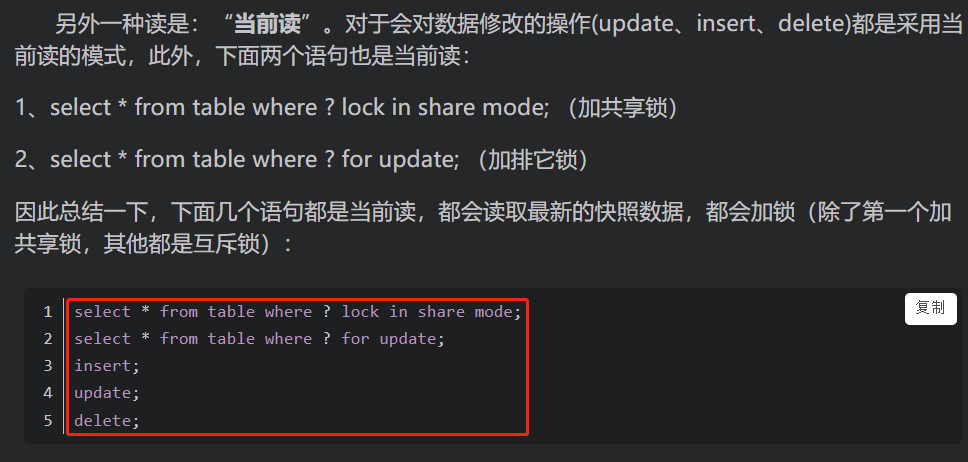 另外一种读是：“当前读”。对于会对数据修改的操作(update、insert、delete)都是采用当
前读的模式，此外，下面两个语句也是当前读：
1、select * from table where ? lock in share mode; （加共享锁）
2、select * from table where ? for update; （加排它锁）
因此总结一下，下面几个语句都是当前读，都会读取最新的快照数据，都会加锁（除了第一个加
共享锁，其他都是互斥锁）：
复制
1 select * from table where ? lock in share mode;
2 select * from table where ? for update;
3 insert;
4 update;
5 delete;